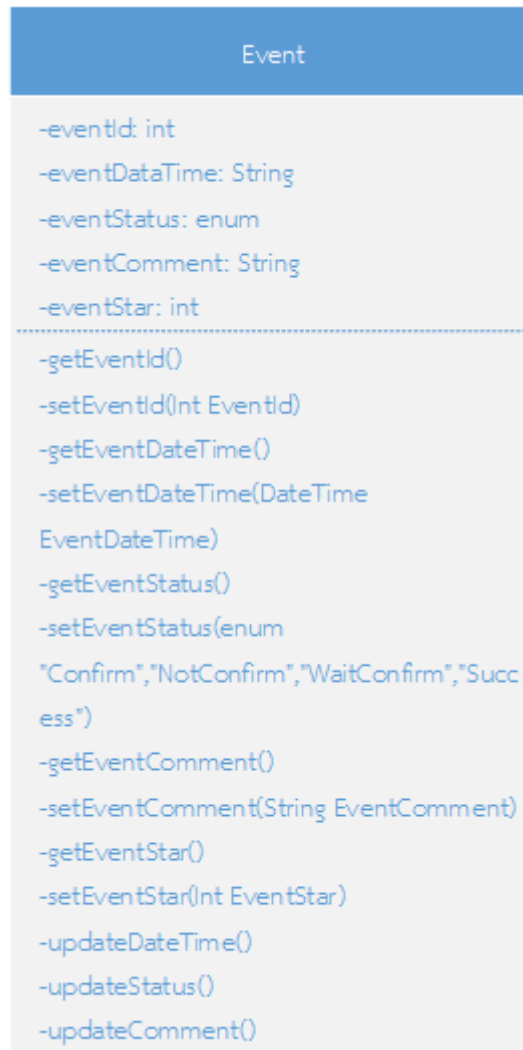 Event
-eventId: int
-eventDataTime: String
-eventStatus: enum
-eventComment: String
-eventStar: int
-getEventId()
-setEventId(Int EventId)
-getEventDateTime()
-setEventDateTime(DateTime
EventDateTime)
-getEventStatus()
-setEventStatus(enum
"Confirm","NotConfirm","WaitConfirm","Succ
ess")
-getEventComment()
-setEventComment(String EventComment)
-getEventStar()
-setEventStar(Int EventStar)
-updateDateTime()
-updateStatus()
-updateComment()